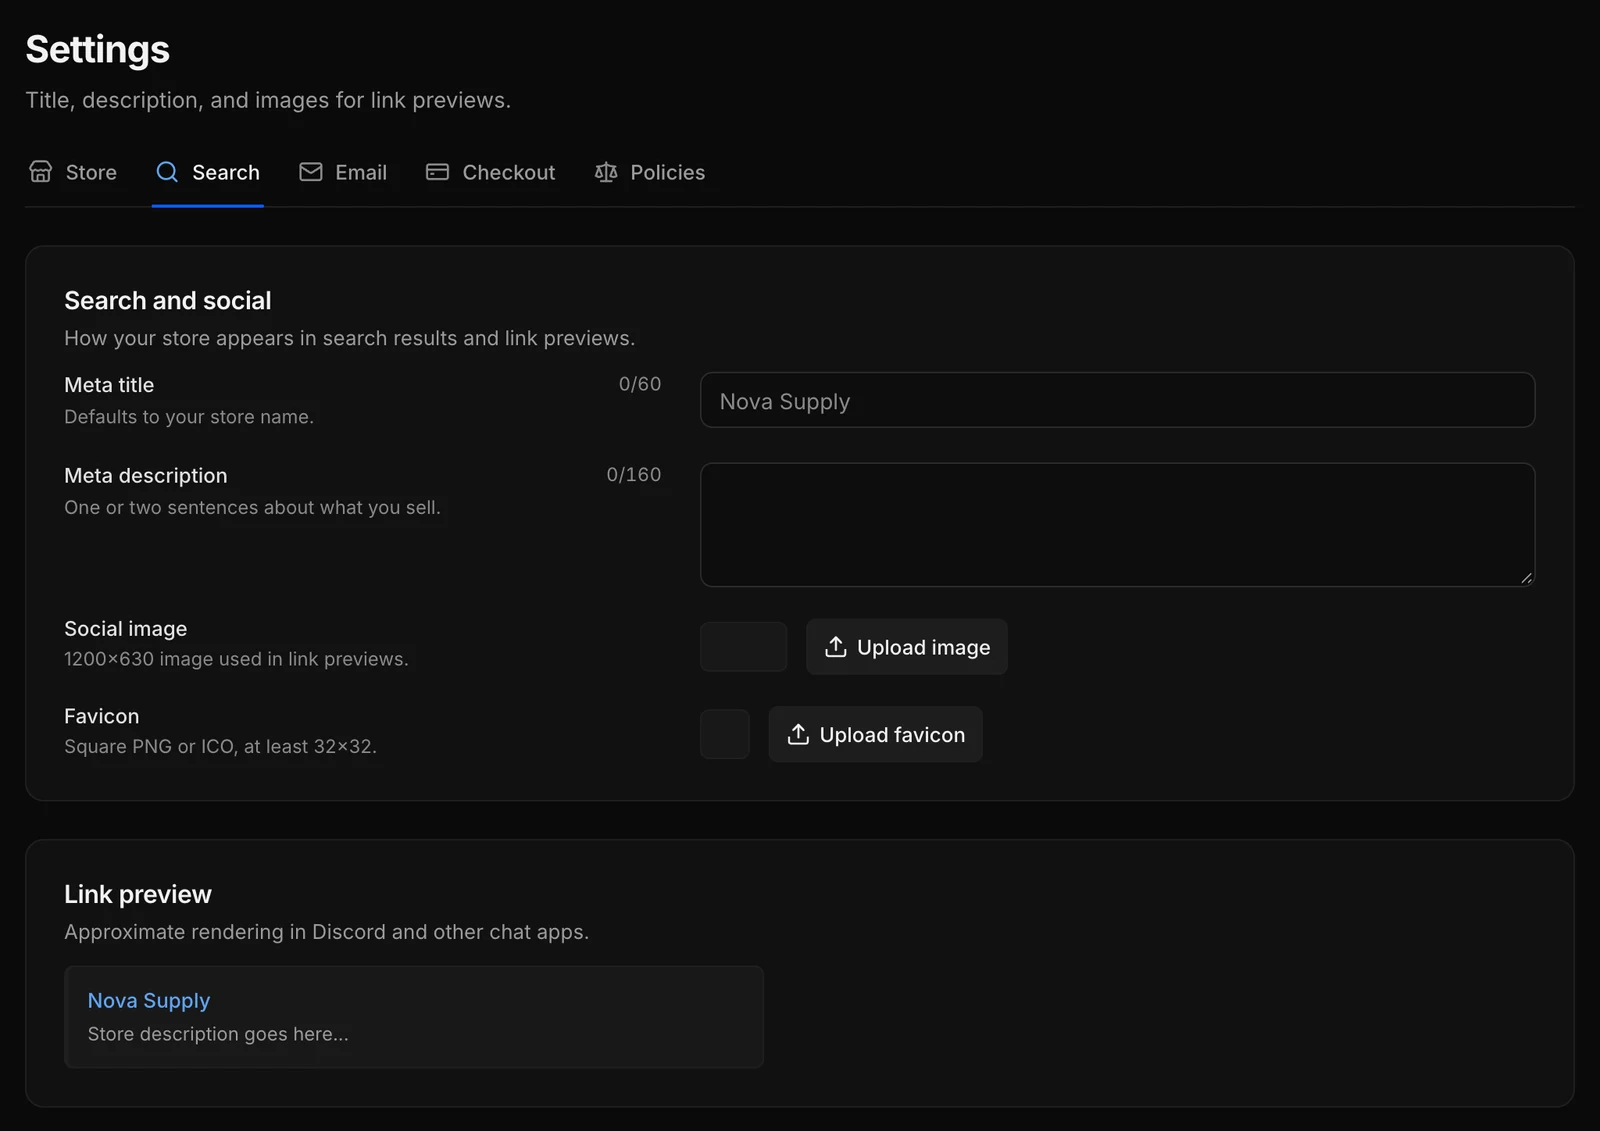 Settings
Title, description, and images for link previews.
Store
Search
Email
Checkout
Policies
Search and social
How your store appears in search results and link previews.
Meta title
0/60
Defaults to your store name.
Nova Supply
Meta description
0/160
One or two sentences about what you sell.
Social image
1200×630 image used in link previews.
Upload image
Favicon
Square PNG or ICO, at least 32×32.
Upload favicon
Link preview
Approximate rendering in Discord and other chat apps.
Nova Supply
Store description goes here...